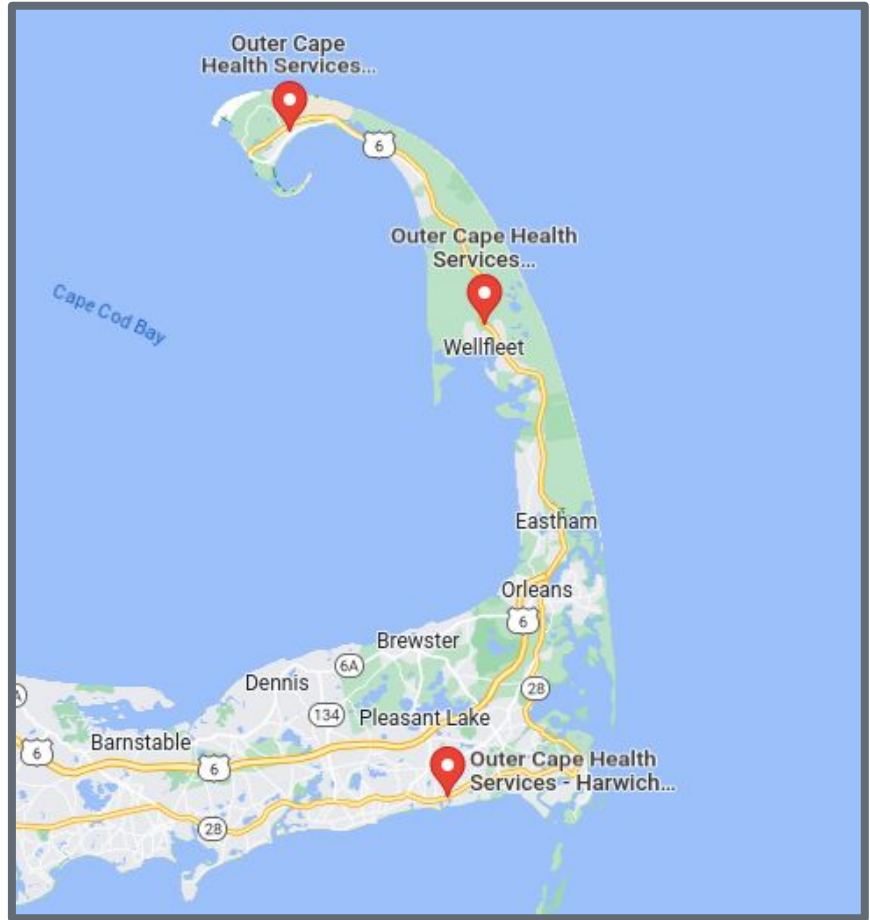 Outer Cape
Health Services...
6
Outer Cape Health
Services...
Cape Cod Bay
Wellfleet
Eastham
Orleans
6
Brewster
6A
Dennis
28
A
134
Pleasant Lake
Barnstable
6
6
Outer Cape Health
Services - Harwich...
28